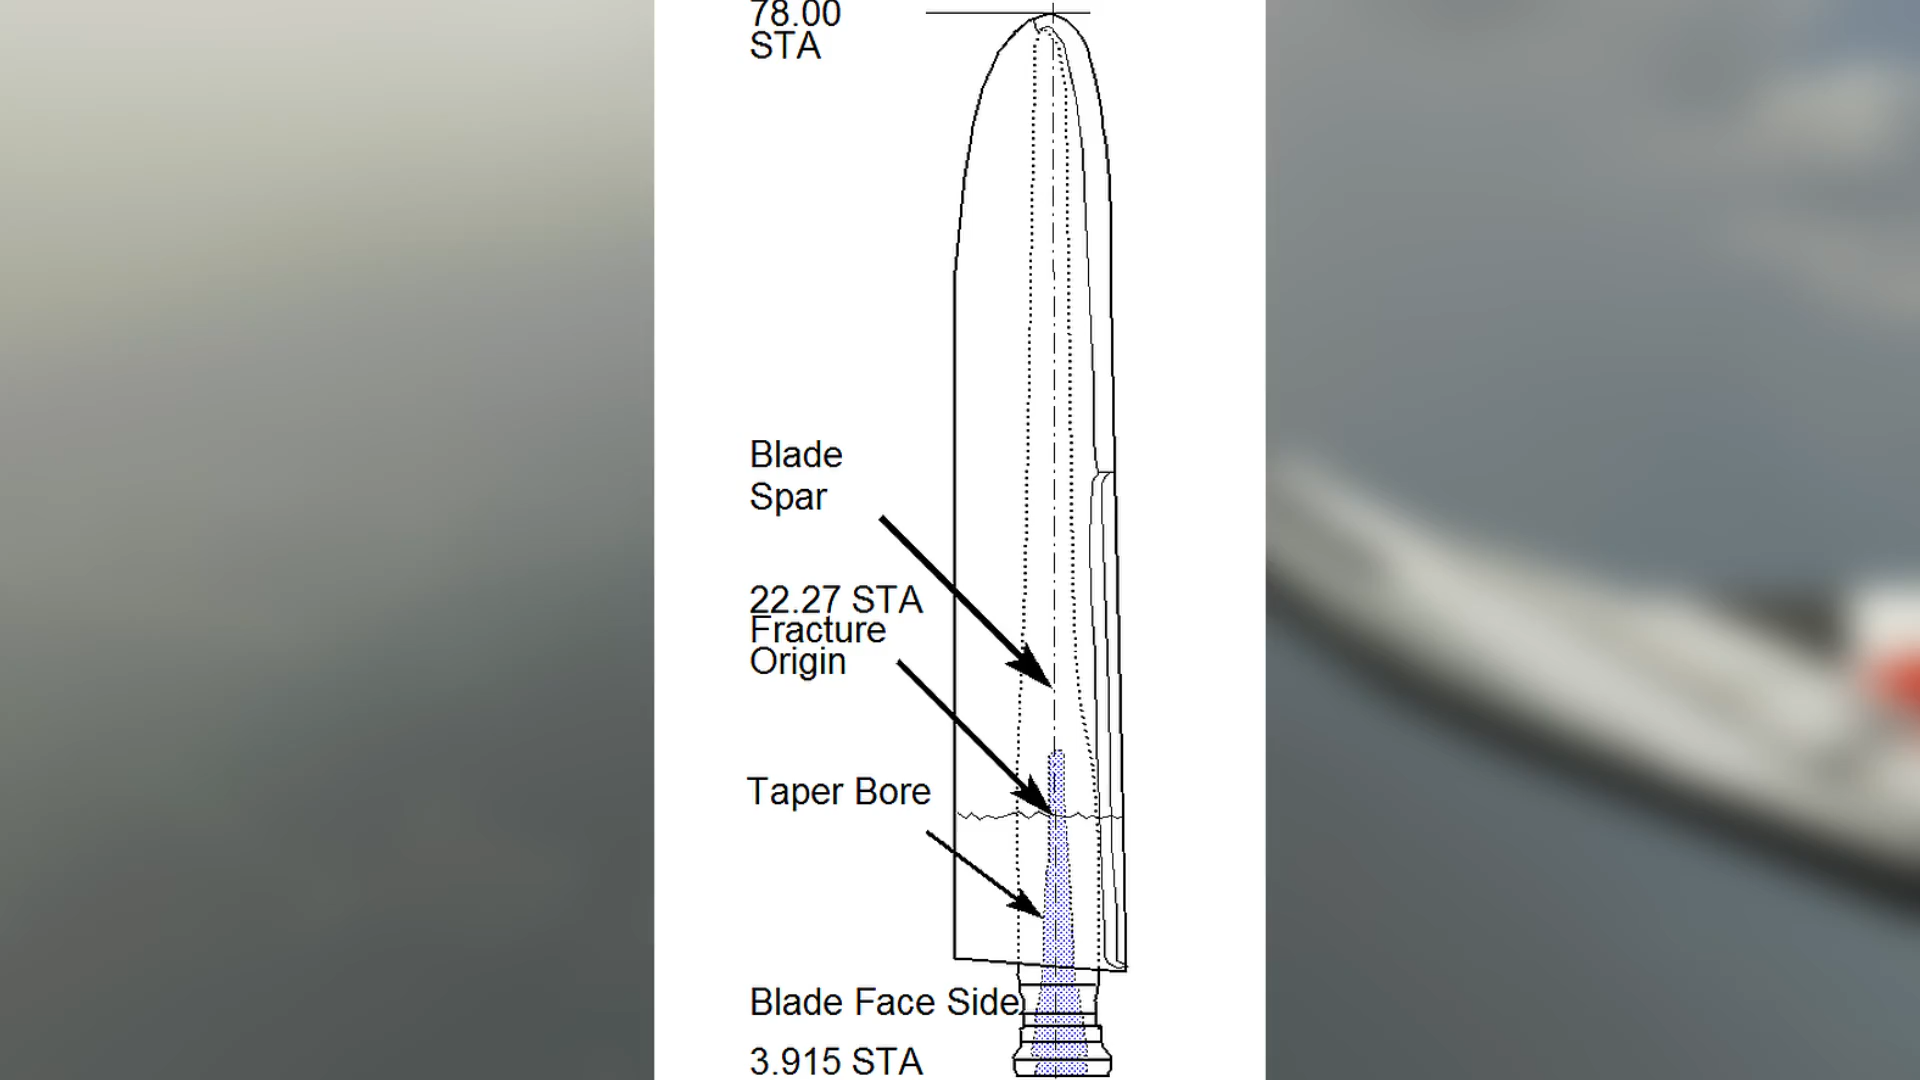 78.00
STA
Blade
Spar
22.27 STA
Fracture
Origin
Taper Bore
Blade Face Side
3.915 STA